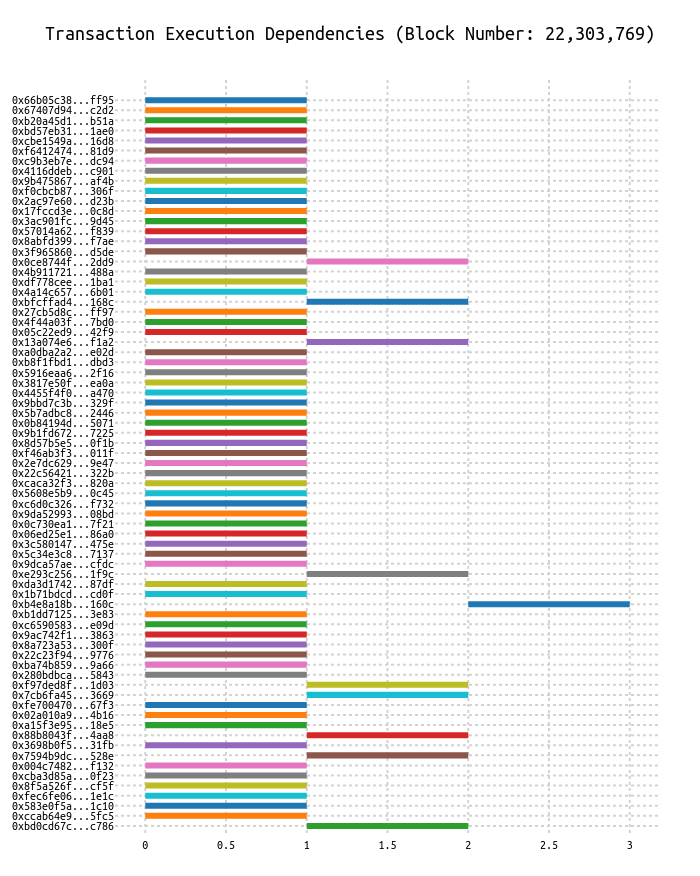 Transaction Execution Dependencies (Block Number: 22,303,769)
0x66b05c38...ff95
0x67407d94...c2d2
0xb20a45d1...b51a
0xbd57eb31...1ae0
0xcbe1549a...16d8
0xf6412474...81d9
0xc9b3eb7e...dc94
0x4116ddeb...c901
0x9b475867...af4b
0xf0cbcb87...306f
0x2ac97e60...d23b
0x17fccd3e...0c8d
0x3ac901fc...9d45
0x57014a62...f839
0x8abfd399...f7ae
0x3f965860...d5de
0x0ce8744f...2dd9
0x4b911721...488a
0xdf778cee...1ba1
0x4a14c657...6b01
0xbfcffad4...168c
0x27cb5d8c...ff97
0x4f44a03f...7bd0
0x05c22ed9...42f9
0x13a074e6...f1a2
0xa0dba2a2...e02d
0xb8f1fbd1...dbd3
0x5916eaa6...2f16
0x3817e50f...ea0a
0x4455f4f0...a470
0x9bbd7c3b...329f
0x5b7adbc8...2446
0x0b84194d...5071
0x9b1fd672...7225
0x8d57b5e5...0f1b
0xf46ab3f3...011f
0x2e7dc629...9e47
0x22c56421...322b
0xcaca32f3...820a
0x5608e5b9...0c45
0xc6d0c326...f732
0x9da52993...08bd
0x0c730ea1...7f21
0x06ed25e1...86a0
0x3c580147...475e
0x5c34e3c8...7137
0x9dca57ae...cfdc
0xe293c256...1f9c
0xda3d1742...87df
0x1b71bdcd...cd0f
0xb4e8a18b...160c
0xb1dd7125...3e83
0xc6590583...e09d
0x9ac742f1...3863
0x8a723a53...300f
0x22c23f94...9776
0xba74b859...9a66
0x280bdbca...5843
0xf97ded8f...1d03
0x7cb6fa45...3669
0xfe700470...67f3
0x02a010a9...4b16
0xa15f3e95...18e5
0x88b8043f...4aa8
0x3698b0f5...31fb
0x7594b9dc...528e
0x004c7482...f132
0xcba3d85a...0f23
0x8f5a526f...cf5f
0xfec6fe06...1e1c
0x583e0f5a...1c10
0xccab64e9...5fc5
0xbd0cd67c...c786
0 0.5 1 1.5 2 2.5 3